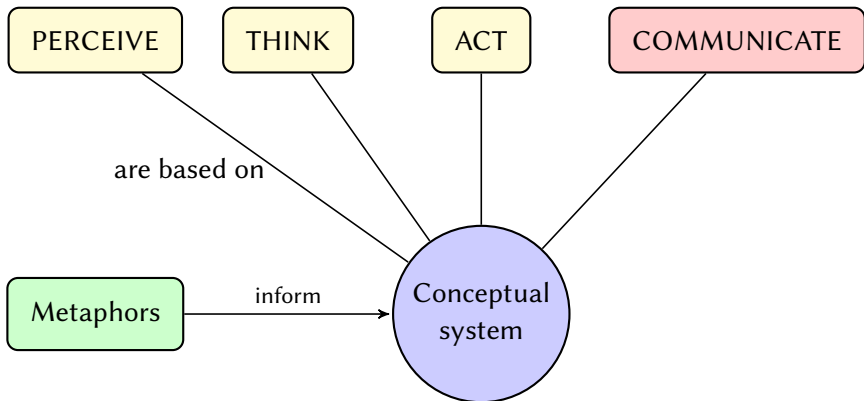 PERCEIVE
THINK
ACT
COMMUNICATE
are based on
Metaphors
inform
Conceptual
system